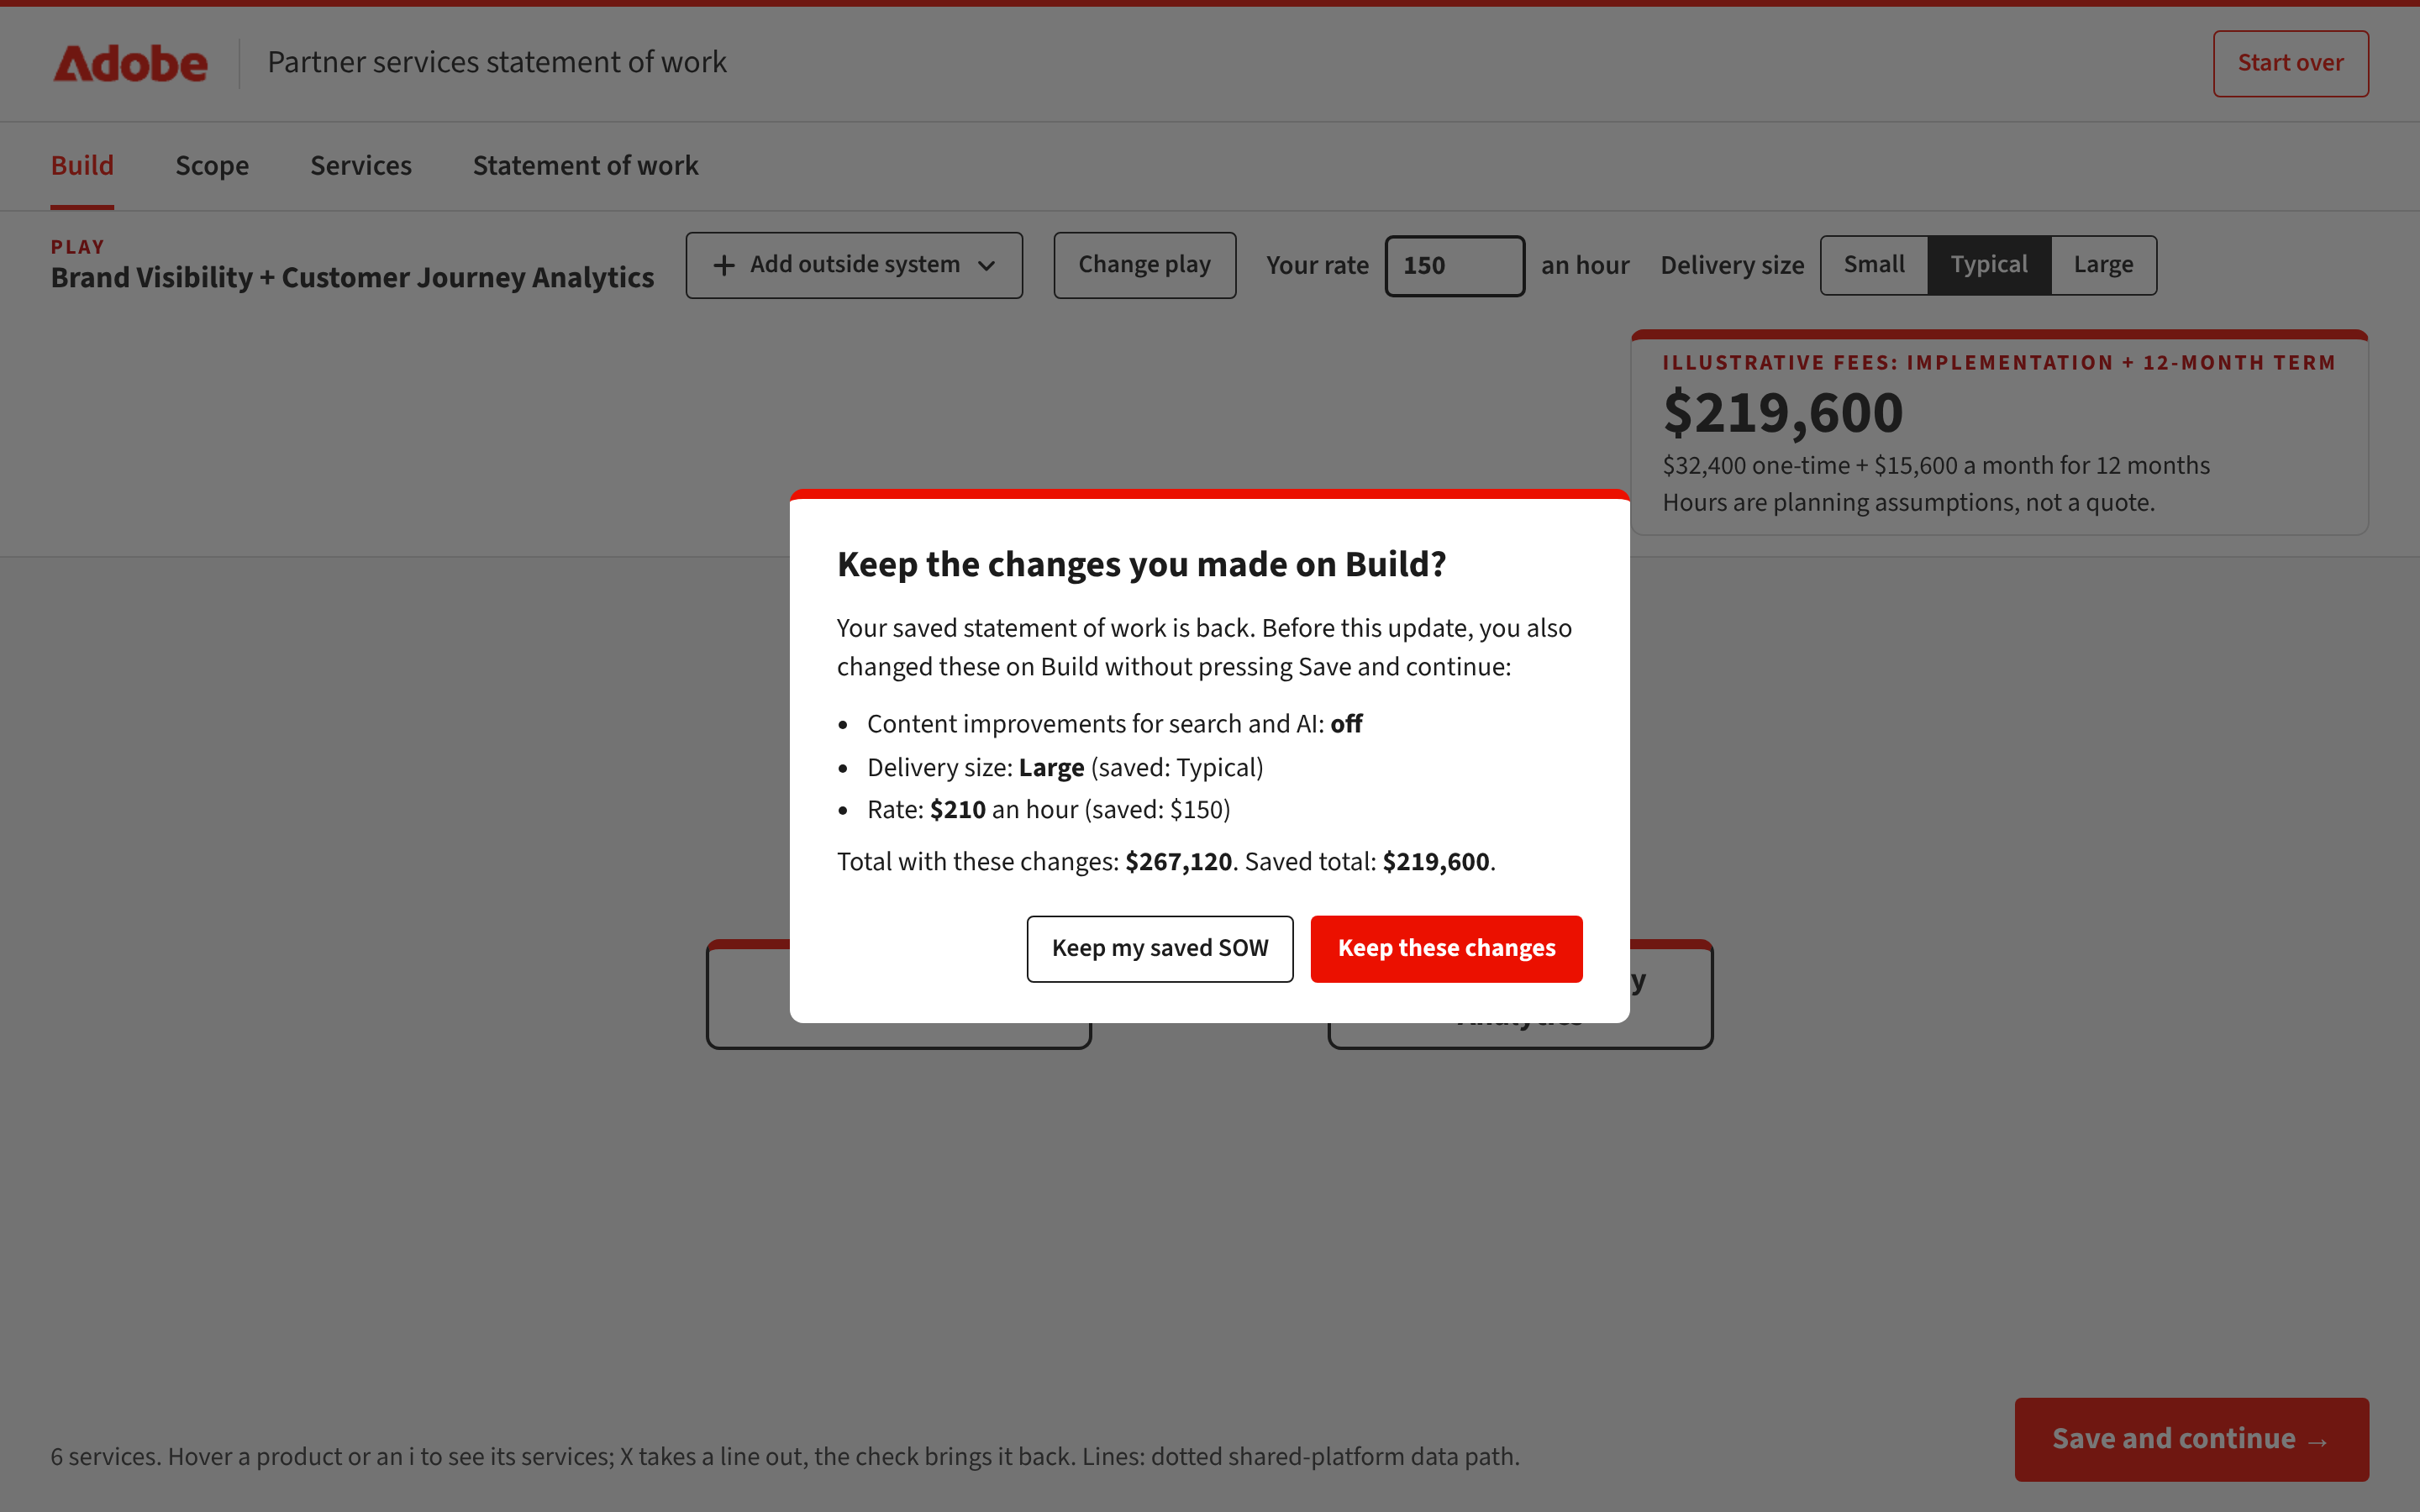 Adobe
Partner services statement of work
Start over
Build
Scope
Services
Statement of work
PLAY
Brand Visibility + Customer Journey Analytics
+ Add outside system
Change play
Your rate 150 an hour
Delivery size
Small
Typical
Large
ILLUSTRATIVE FEES: IMPLEMENTATION + 12-MONTH TERM
$219,600
$32,400 one-time + $15,600 a month for 12 months
Hours are planning assumptions, not a quote.
Keep the changes you made on Build?
Your saved statement of work is back. Before this update, you also
changed these on Build without pressing Save and continue:
• Content improvements for search and AI: off
• Delivery size: Large (saved: Typical)
• Rate: $210 an hour (saved: $150)
Total with these changes: $267,120. Saved total: $219,600.
Keep my saved SOW
Keep these changes
6 services. Hover a product or an i to see its services; X takes a line out, the check brings it back. Lines: dotted shared-platform data path.
Save and continue →